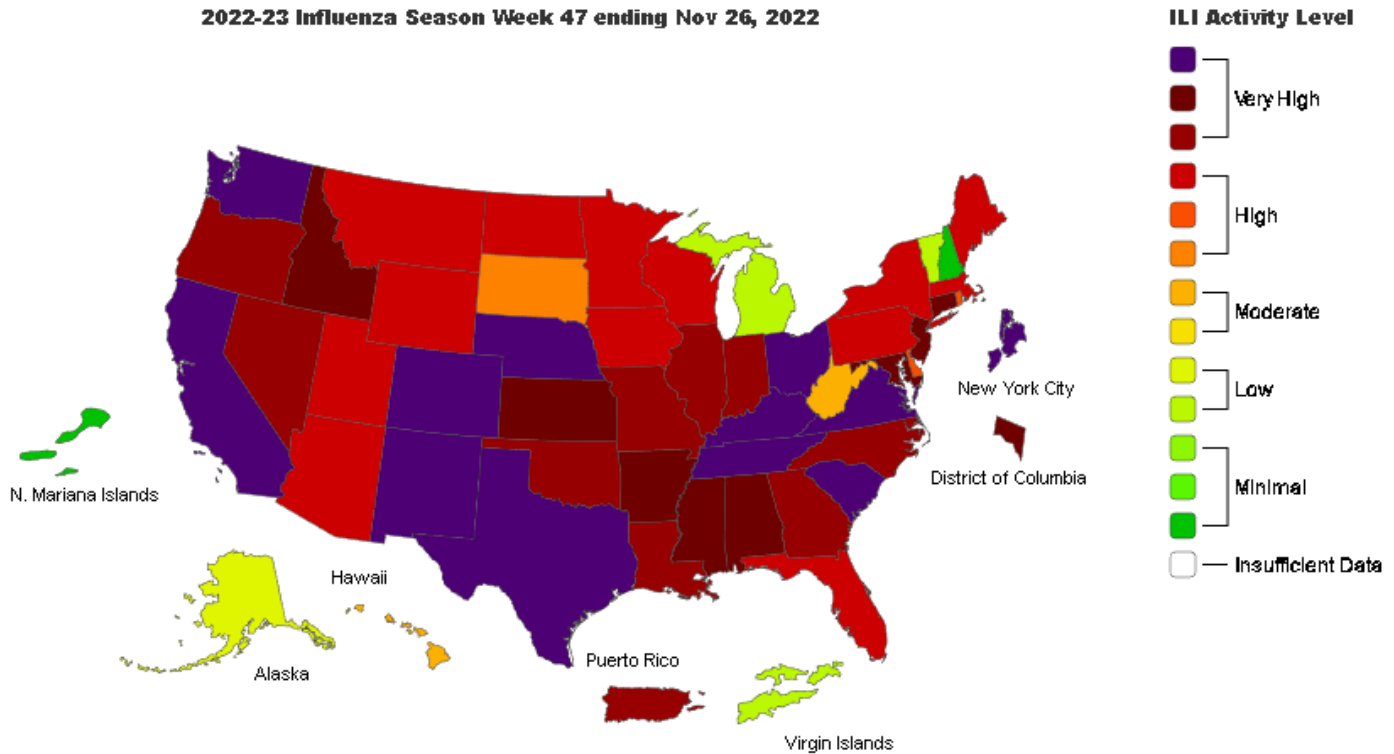 2022-23 Influenza Season Week 47 ending Nov 26, 2022
ILI Activity Level
Very High
High
Moderate
Low
Minimal
Insufficient Data
New York City
District of Columbia
N. Mariana Islands
Hawaii
Alaska
Puerto Rico
Virgin Islands